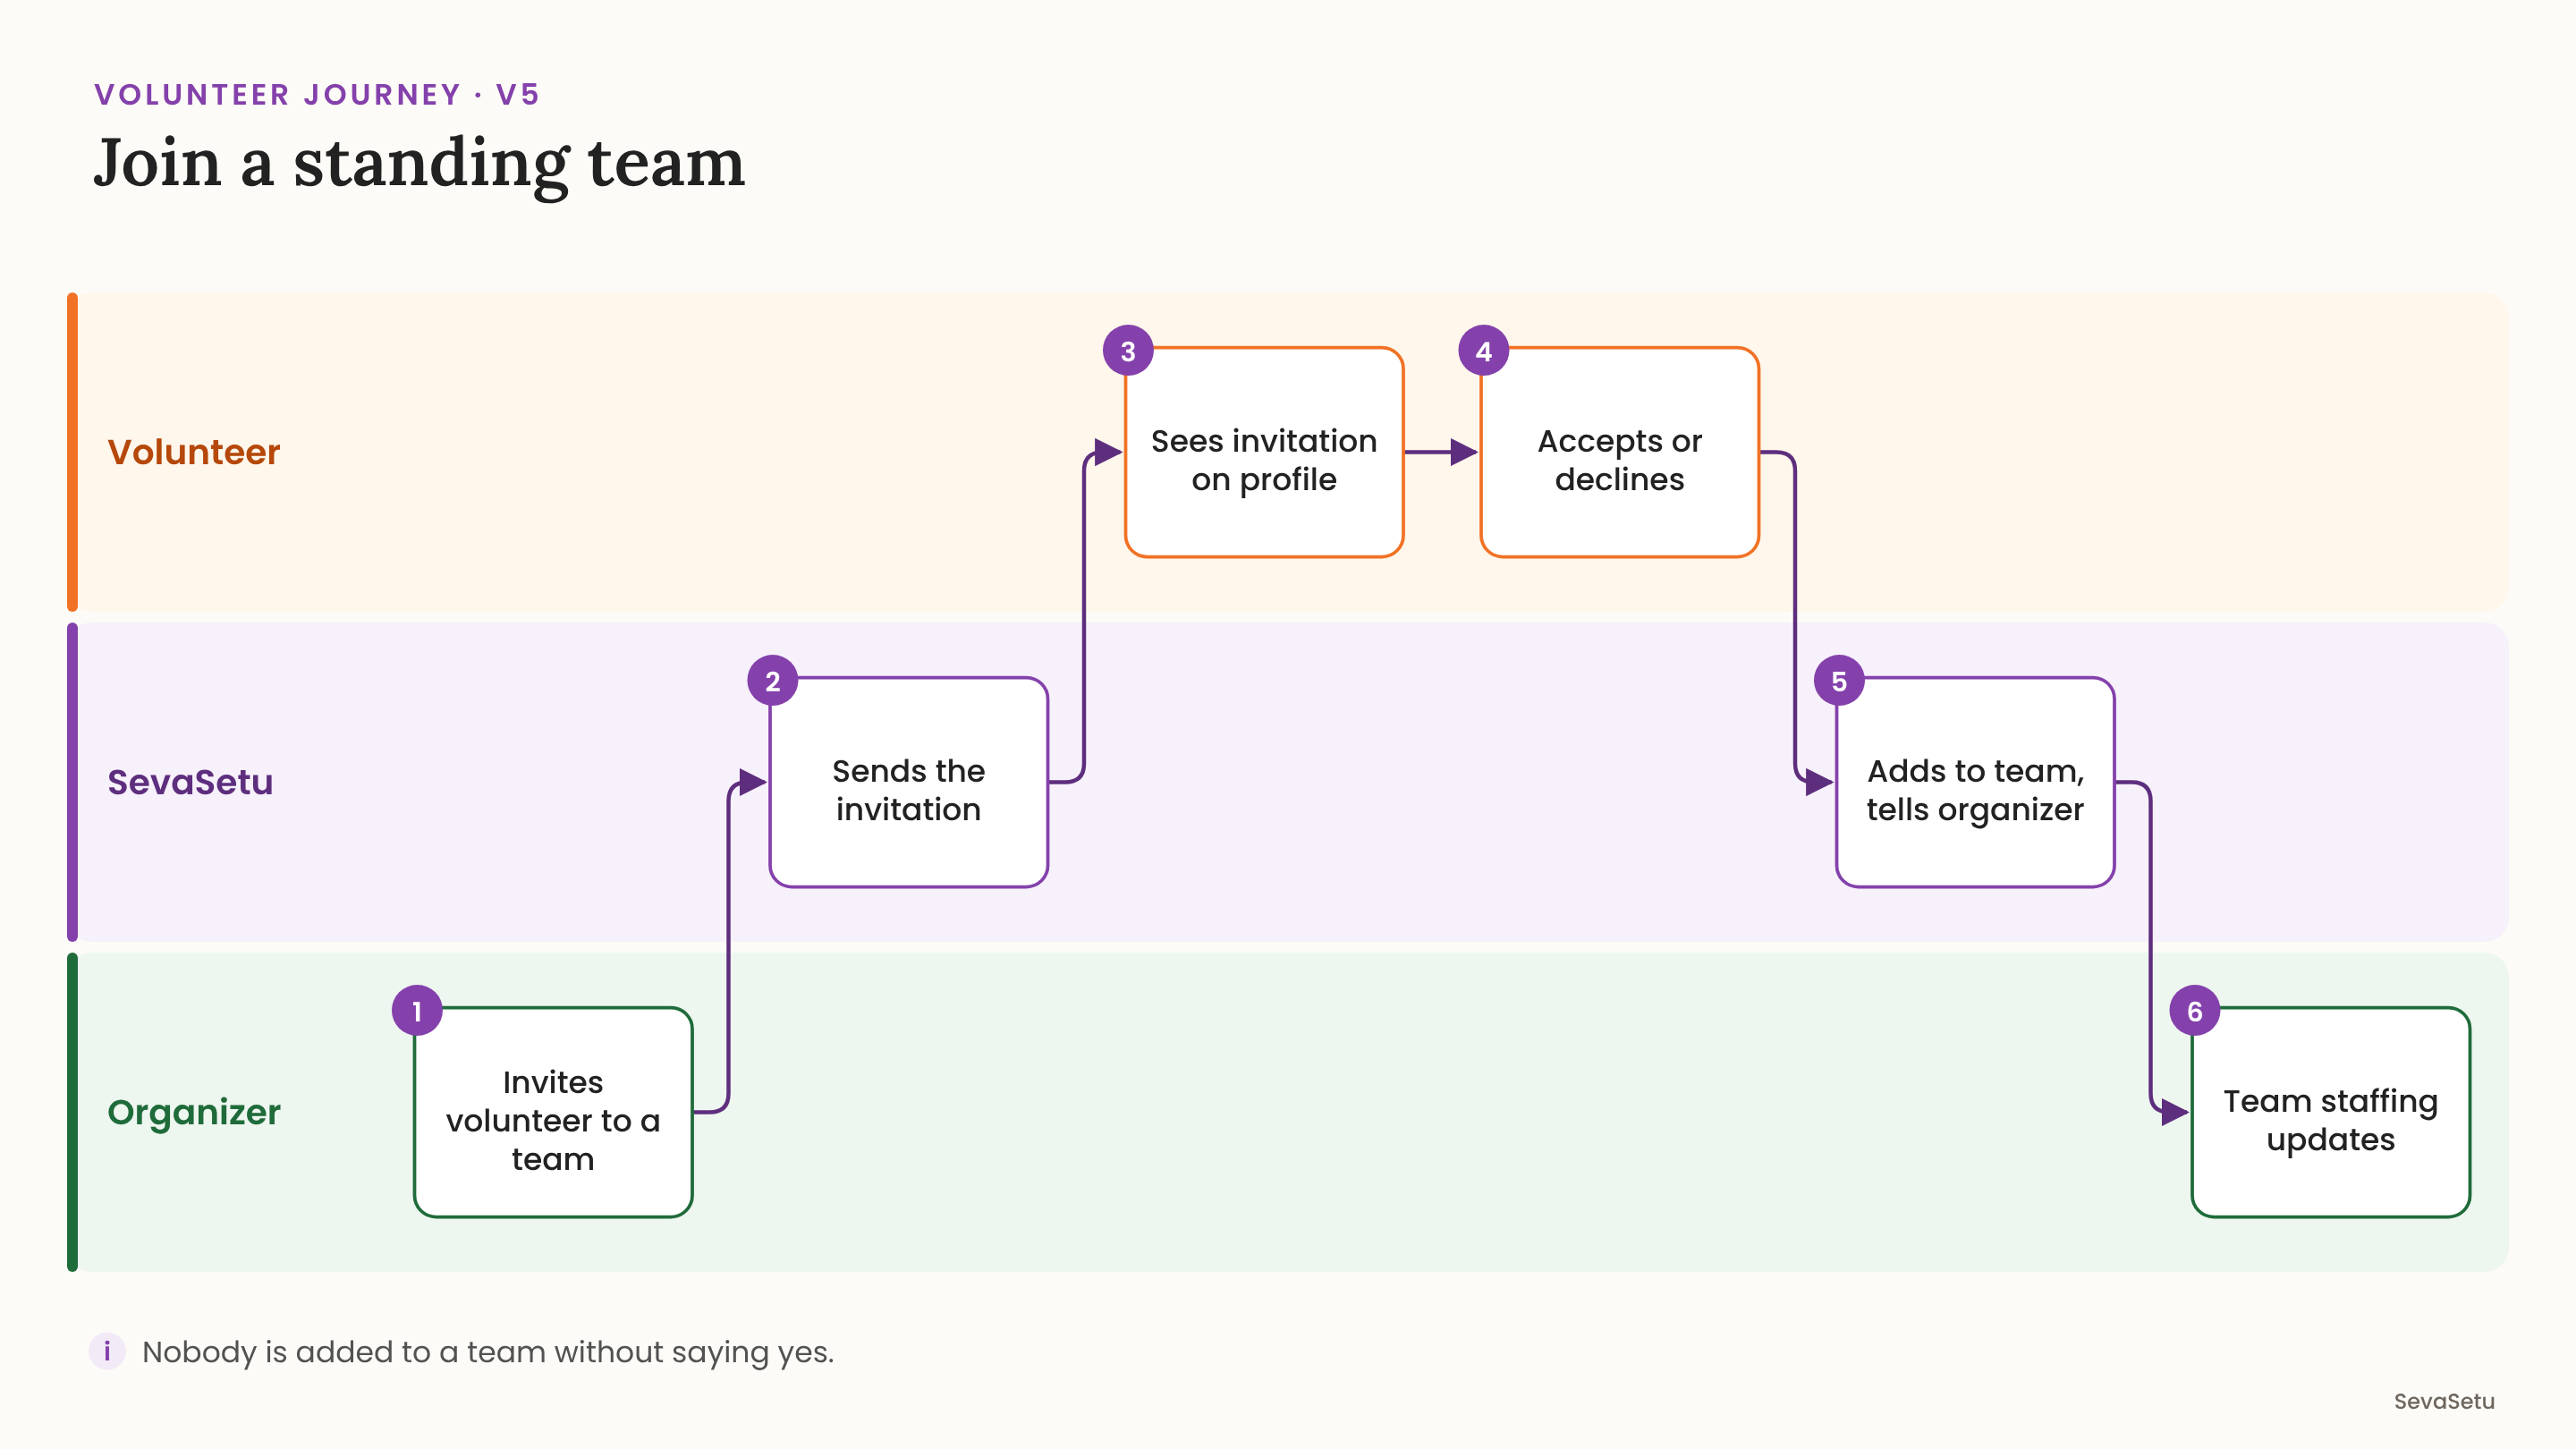 VOLUNTEER JOURNEY · V5
Join a standing team
Volunteer
3
Sees invitation
on profile
4
Accepts or
declines
SevaSetu
2
Sends the
invitation
5
Adds to team,
tells organizer
Organizer
1
Invites
volunteer to a
team
6
Team staffing
updates
i Nobody is added to a team without saying yes.
SevaSetu